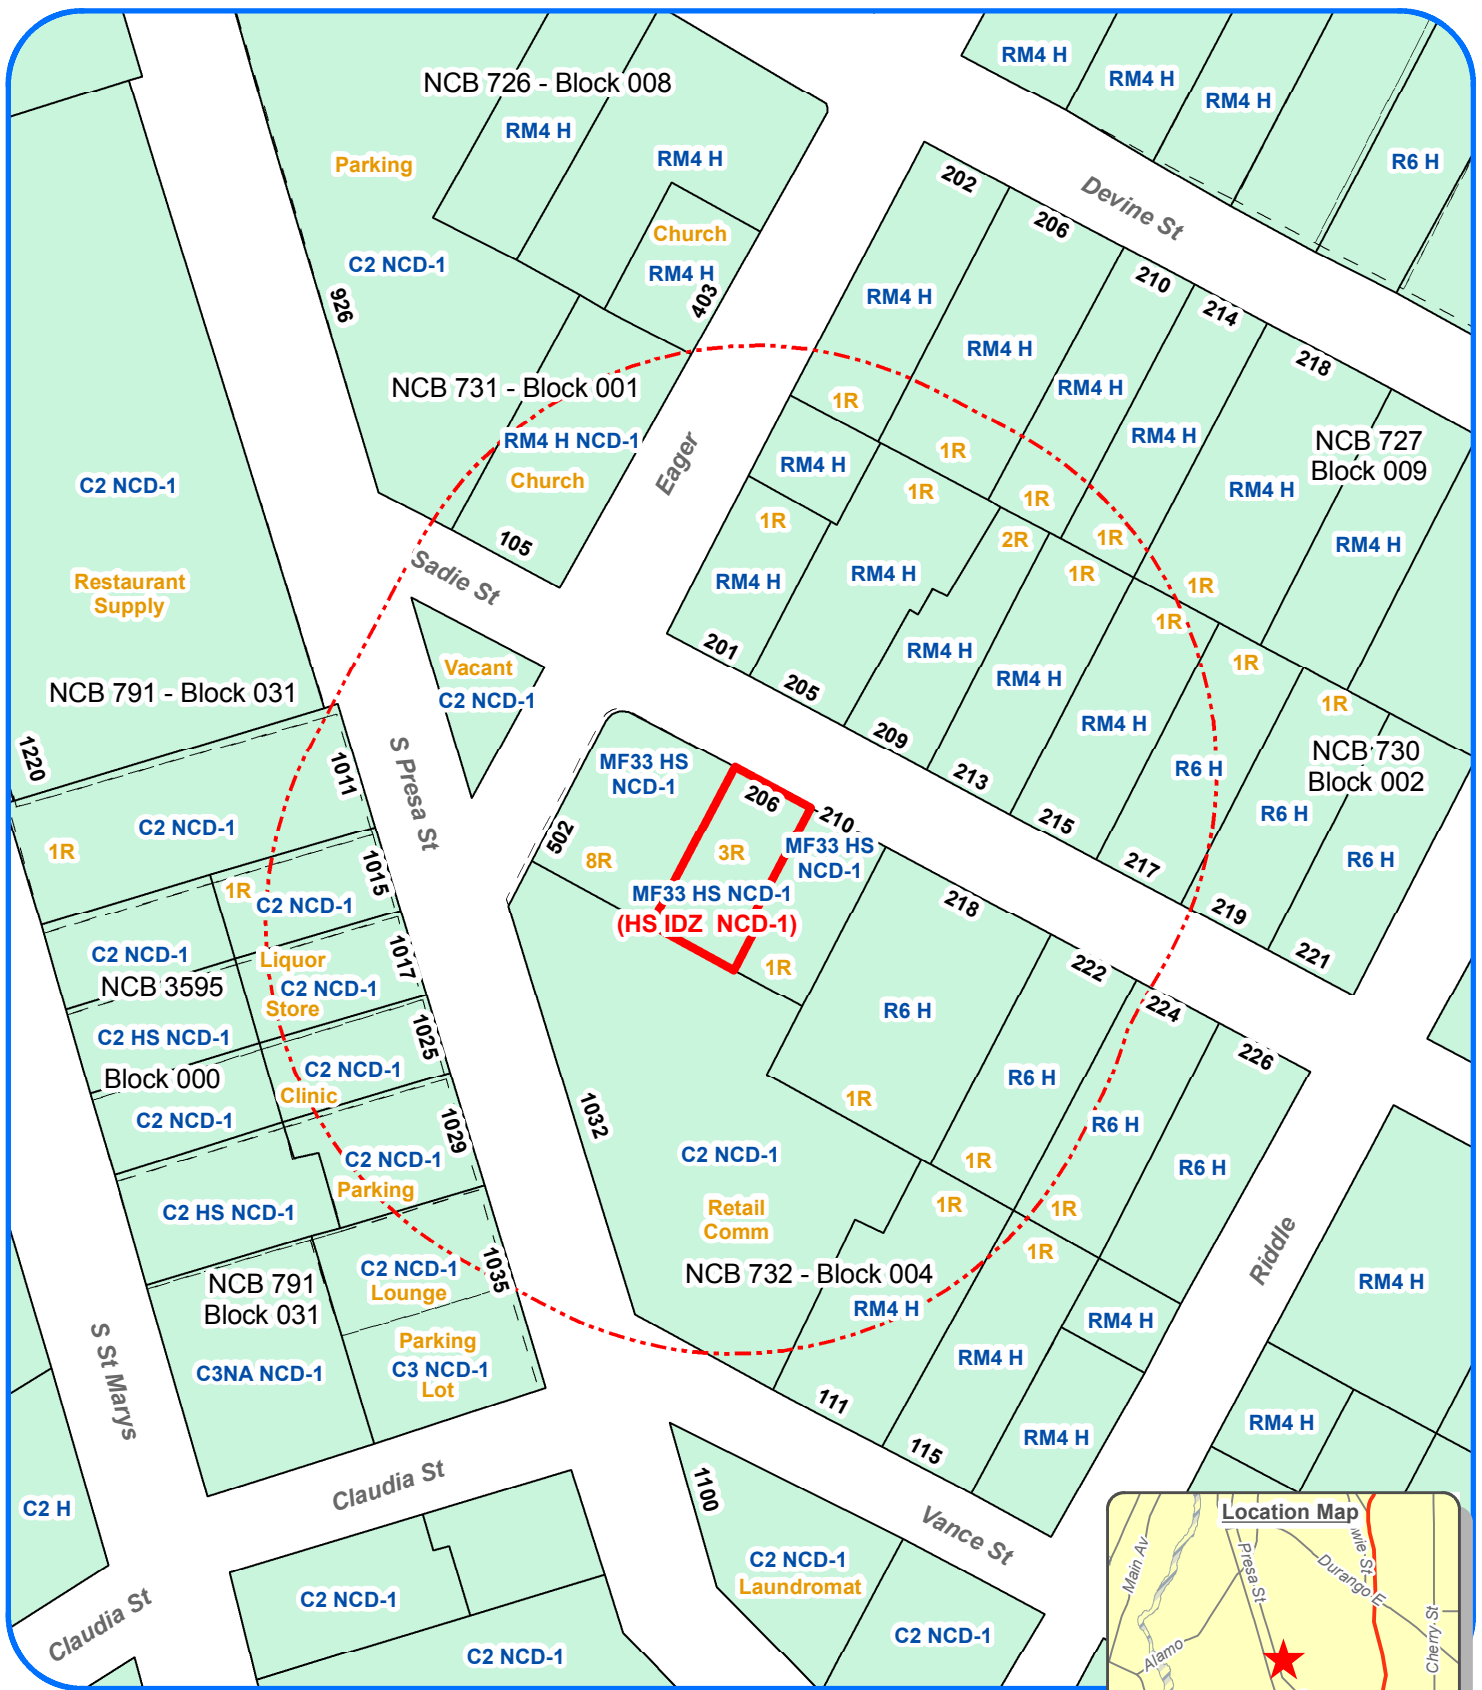 RM4 H
RM4 H
RM4 H
R6 H
NCB 726 - Block 008
RM4 H
RM4 H
Parking
Church
RM4 H
403
C2 NCD-1
926
Devine St
202
206
210
214
218
RM4 H
RM4 H
RM4 H
RM4 H
RM4 H
RM4 H
NCB 727
Block 009
NCB 731 - Block 001
RM4 H NCD-1
Church
105
Eager
Sadie St
1R
1R
1R
1R
1R
RM4 H
1R
1R
2R
1R
1R
1R
1R
RM4 H
RM4 H
RM4 H
RM4 H
RM4 H
R6 H
R6 H
R6 H
NCB 730
Block 002
201
205
209
213
215
217
219
221
C2 NCD-1
Restaurant
Supply
NCB 791 - Block 031
1220
Vacant
C2 NCD-1
S Presa St
1011
C2 NCD-1
1R
1015
1R
C2 NCD-1
C2 NCD-1
1017
Liquor
C2 NCD-1
Store
NCB 3595
C2 HS NCD-1
1025
C2 NCD-1
Clinic
Block 000
C2 NCD-1
1029
C2 NCD-1
Parking
C2 HS NCD-1
1035
NCB 791
Block 031
C2 NCD-1
Lounge
Parking
C3 NCD-1
Lot
C3NA NCD-1
MF33 HS
NCD-1
502
8R
206
3R
MF33 HS NCD-1
(HS IDZ NCD-1)
210
MF33 HS
NCD-1
1R
218
222
224
226
R6 H
R6 H
R6 H
R6 H
1R
1R
1R
1R
1R
1032
C2 NCD-1
Retail
Comm
NCB 732 - Block 004
RM4 H
RM4 H
RM4 H
RM4 H
111
115
Riddle
RM4 H
RM4 H
S St Marys
C2 H
Claudia St
Claudia St
C2 NCD-1
C2 NCD-1
1100
Vance St
C2 NCD-1
Laundromat
C2 NCD-1
Location Map
Main Av
Presa St
wie St
Durango E
Alamo
Cherry St